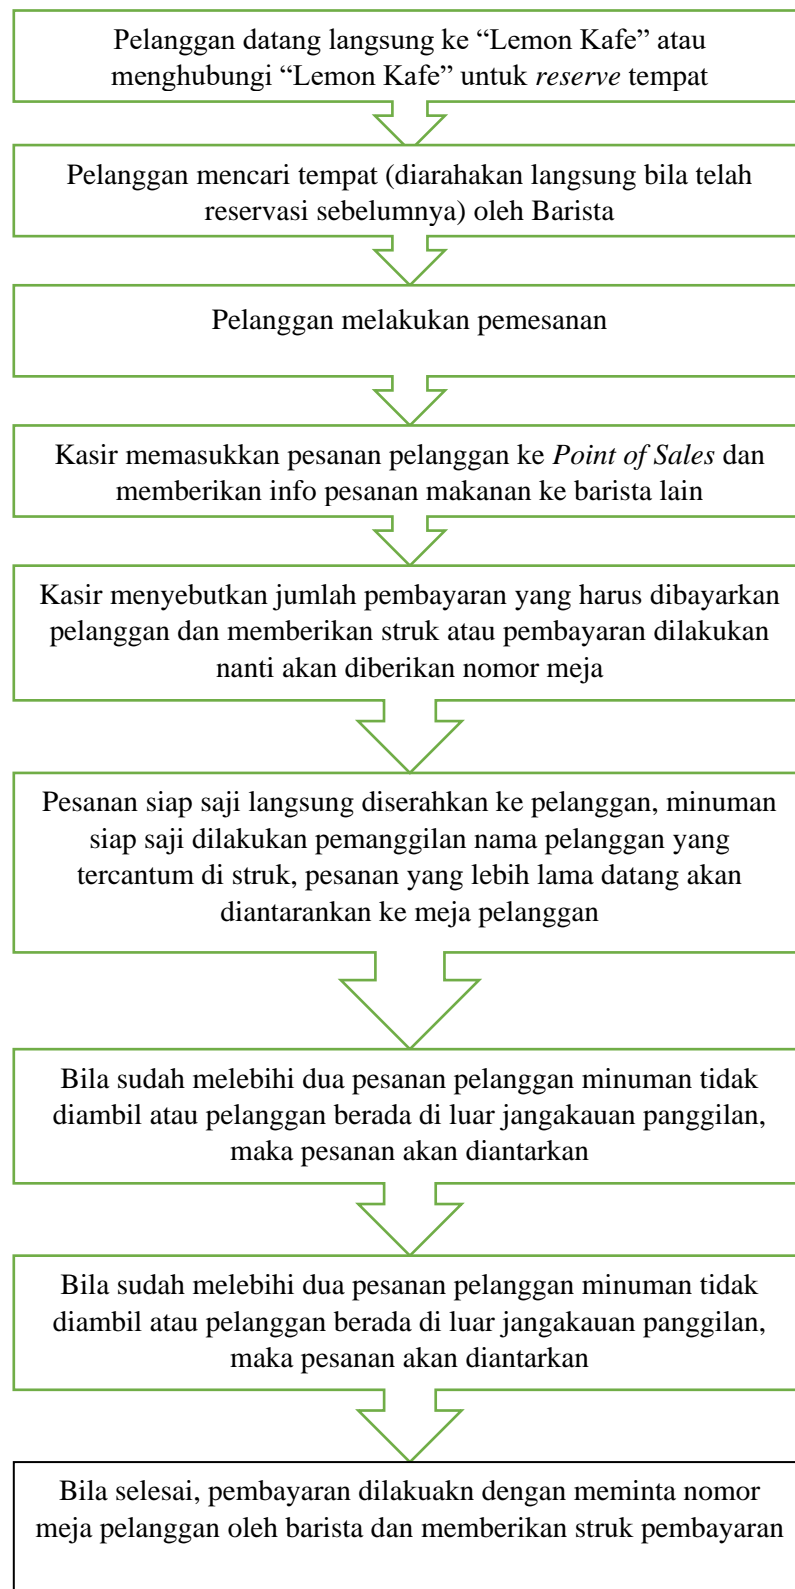 Pelanggan datang langsung ke “Lemon Kafe” atau
menghubungi “Lemon Kafe” untuk reserve tempat
Pelanggan mencari tempat (diarahakan langsung bila telah
reservasi sebelumnya) oleh Barista
Pelanggan melakukan pemesanan
Kasir memasukkan pesanan pelanggan ke Point of Sales dan
memberikan info pesanan makanan ke barista lain
Kasir menyebutkan jumlah pembayaran yang harus dibayarkan
pelanggan dan memberikan struk atau pembayaran dilakukan
nanti akan diberikan nomor meja
Pesanan siap saji langsung diserahkan ke pelanggan, minuman
siap saji dilakukan pemanggilan nama pelanggan yang
tercantum di struk, pesanan yang lebih lama datang akan
diantarankan ke meja pelanggan
Bila sudah melebihi dua pesanan pelanggan minuman tidak
diambil atau pelanggan berada di luar jangakauan panggilan,
maka pesanan akan diantarkan
Bila sudah melebihi dua pesanan pelanggan minuman tidak
diambil atau pelanggan berada di luar jangakauan panggilan,
maka pesanan akan diantarkan
Bila selesai, pembayaran dilakuakn dengan meminta nomor
meja pelanggan oleh barista dan memberikan struk pembayaran